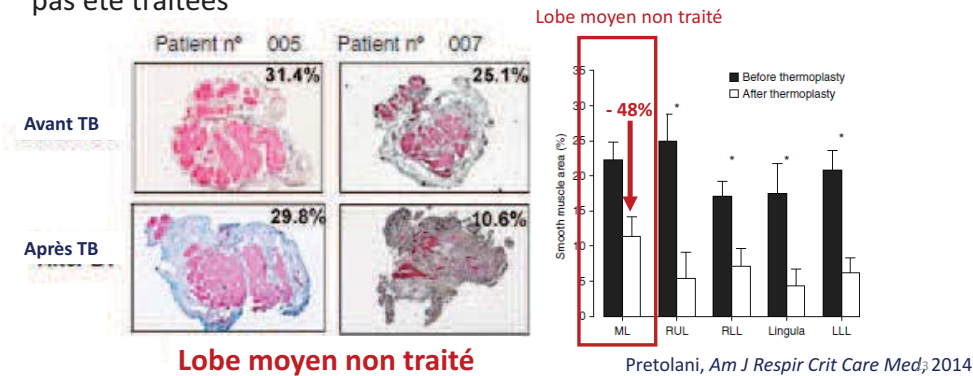 pas été traitées
Lobe moyen non traité
Patient nº 005 Patient nº 007
31.4%
25.1%
Avant TB
29.8%
10.6%
Après TB
Lobe moyen non traité
Before thermoplasty
After thermoplasty
- 48%
*
*
*
*
Smooth muscle area (%)
35
30
25
20
15
10
5
0
ML RUL RLL Lingula LLL
Pretolani, Am J Respir Crit Care Med, 2014